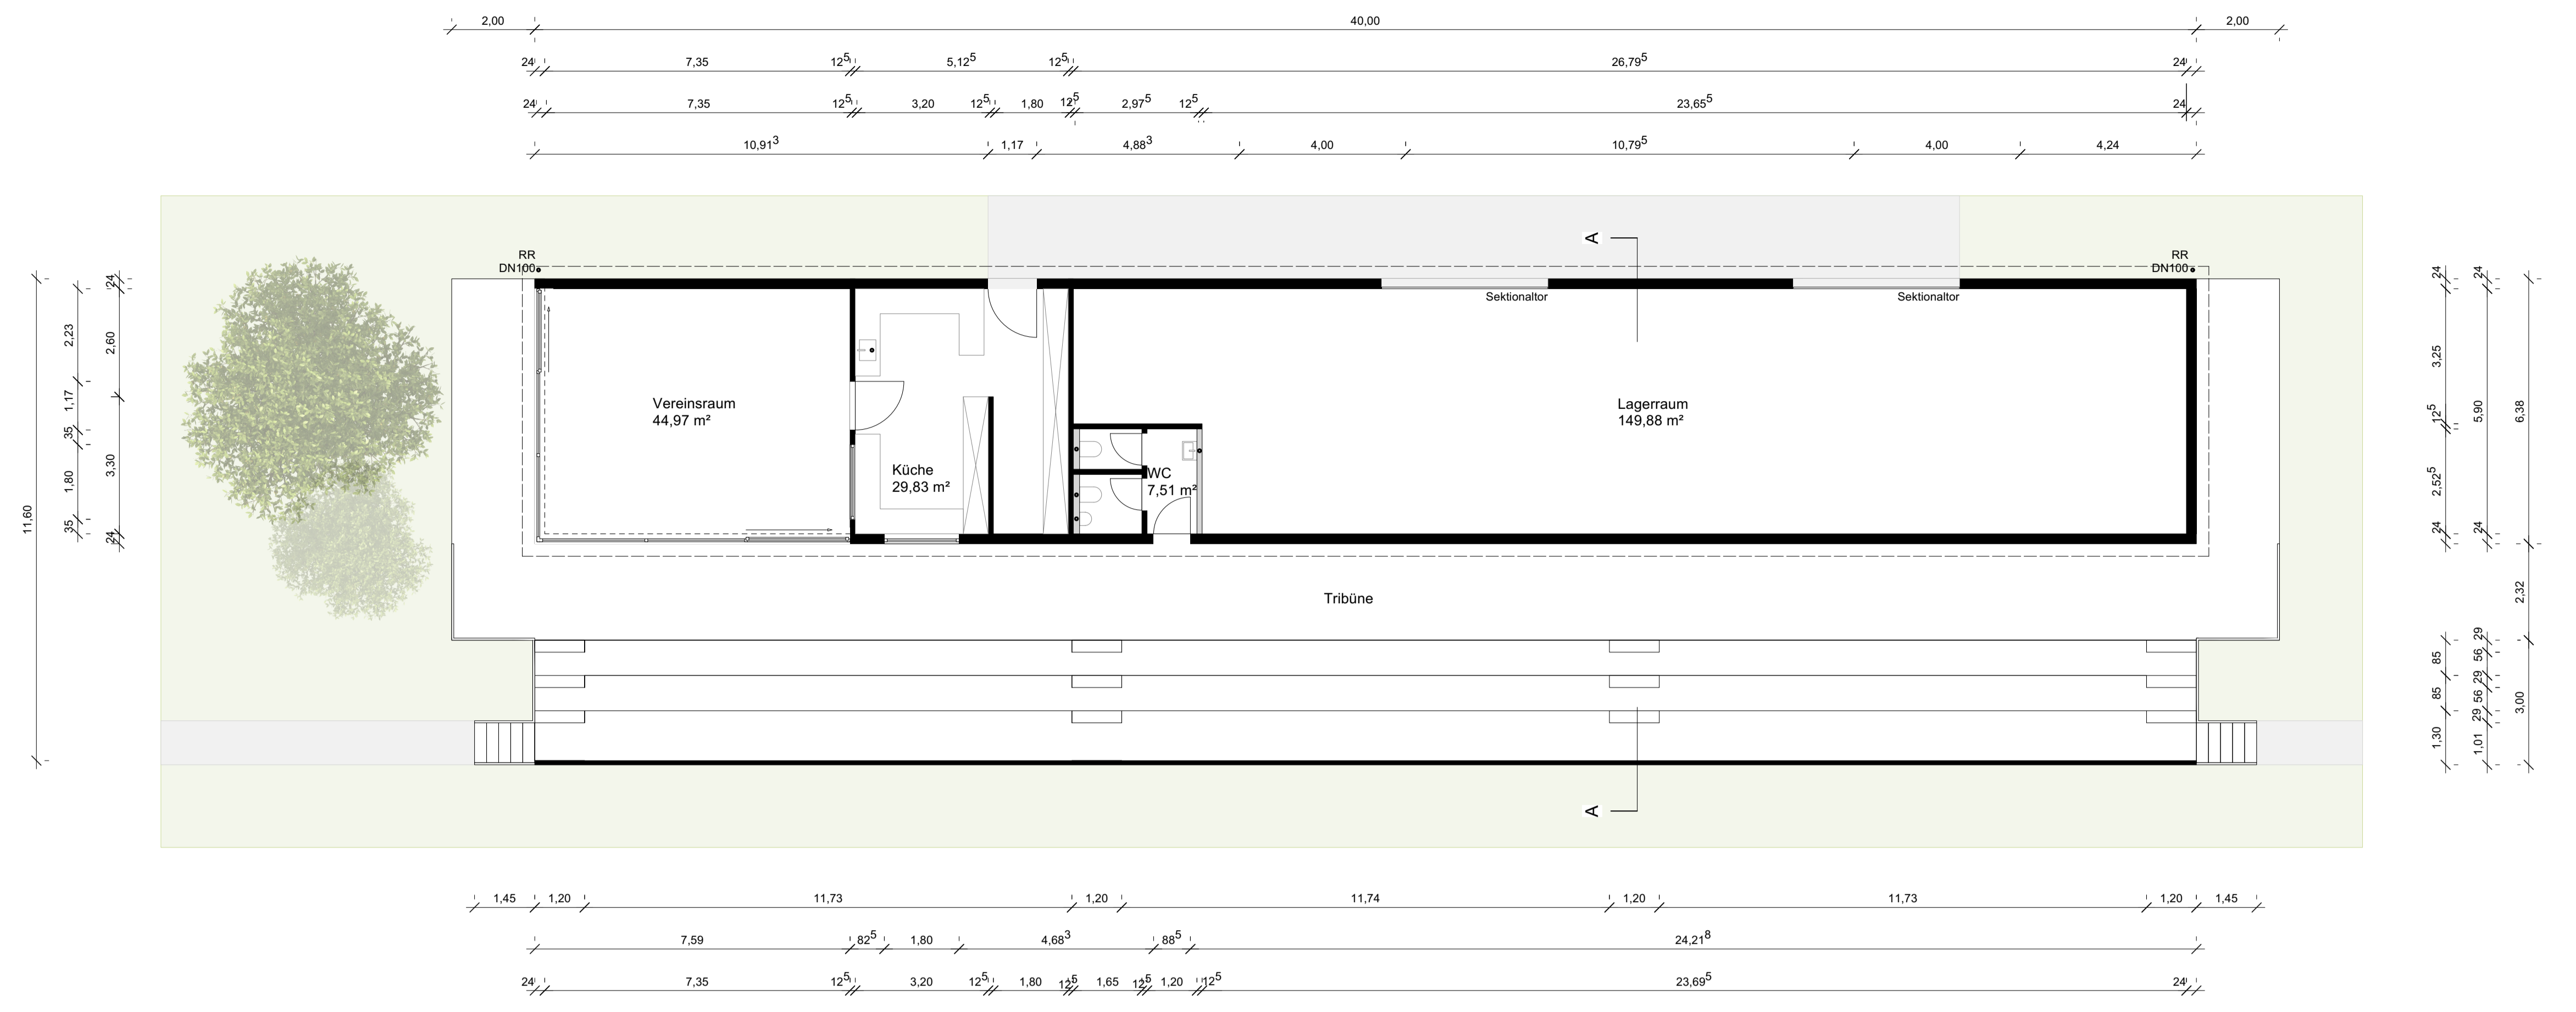 2,00 40,00 2,00
24 7,35 12⁵ 5,12⁵ 12⁵ 26,79⁵ 24
24 7,35 12⁵ 3,20 12⁵ 1,80 12⁵ 2,97⁵ 12⁵ 23,65⁵ 24
10,91³ 1,17 4,88³ 4,00 10,79⁵ 4,00 4,24
A
RR
DN100
RR
DN100
Sektionaltor
Sektionaltor
Vereinsraum
44,97 m²
Küche
29,83 m²
WC
7,51 m²
Lagerraum
149,88 m²
Tribüne
A
11,60
2,23 1,17 35 1,80 35
24 2,60 3,30 24
24 3,25 12⁵ 2,52⁵ 24
85 85 1,30
24 5,90 24
29 56 29 56 29 1,01
6,38 2,32 3,00
1,45 1,20 11,73 1,20 11,74 1,20 11,73 1,20 1,45
7,59 82⁵ 1,80 4,68³ 88⁵ 24,21⁸
24 7,35 12⁵ 3,20 12⁵ 1,80 12⁵ 1,65 12⁵ 1,20 12⁵ 23,69⁵ 24